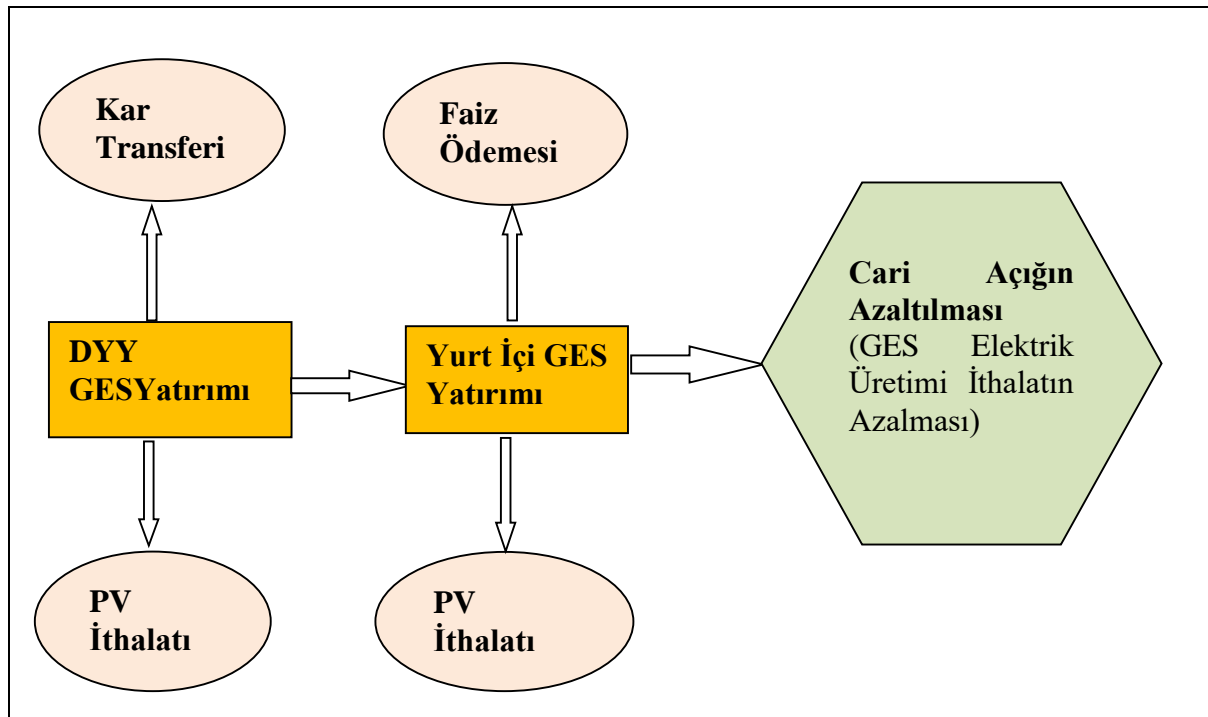 Kar
Transferi
Faiz
Ödemesi
DYY
GESYatırımı
Yurt İçi GES
Yatırımı
Cari Açığın
Azaltılması
(GES Elektrik
Üretimi İthalatın
Azalması)
PV
İthalatı
PV
İthalatı